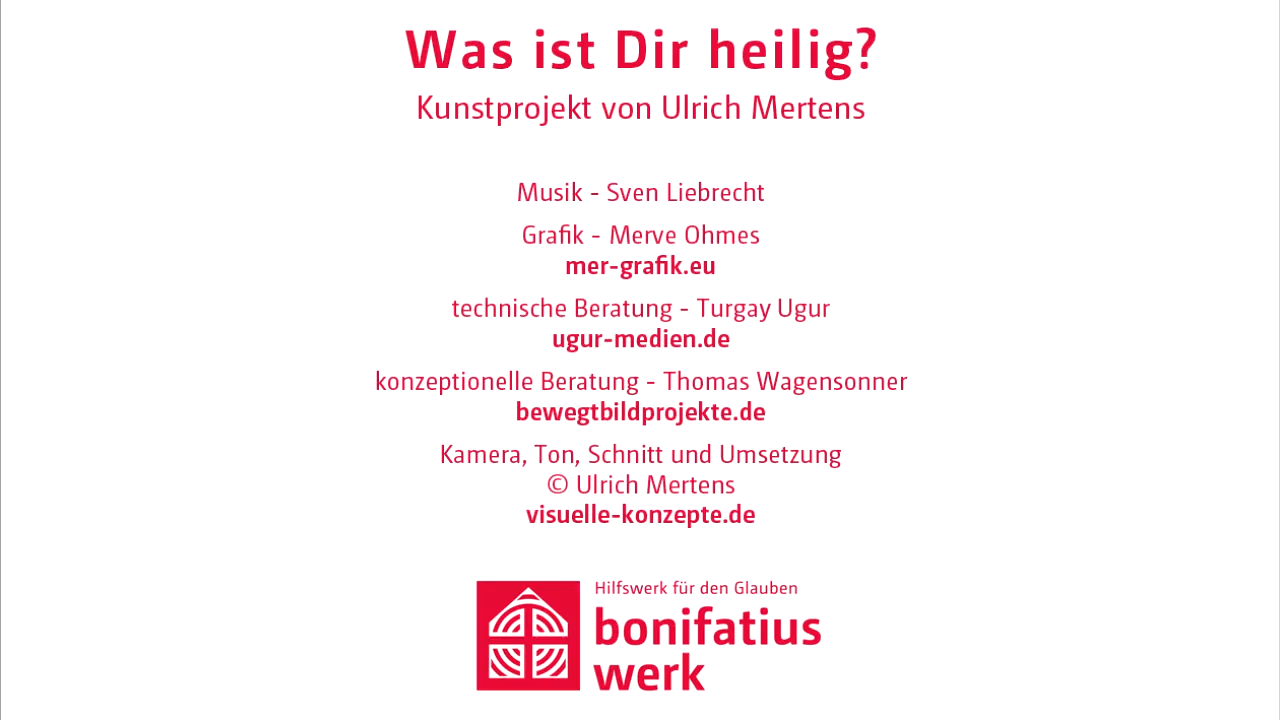 Was ist Dir heilig?
Kunstprojekt von Ulrich Mertens
Musik - Sven Liebrecht
Grafik - Merve Ohmes
mer-grafik.eu
technische Beratung - Turgay Ugur
ugur-medien.de
konzeptionelle Beratung - Thomas Wagensonner
bewegtbildprojekte.de
Kamera, Ton, Schnitt und Umsetzung
© Ulrich Mertens
visuelle-konzepte.de
Hilfswerk für den Glauben
bonifatius
werk